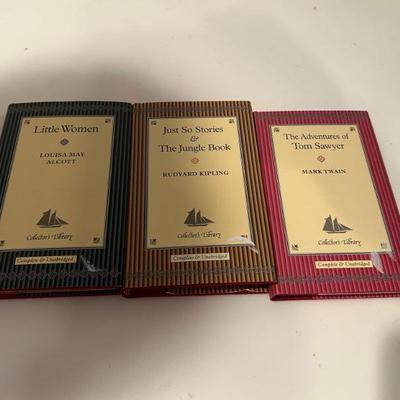 Little Women
LOUISA MAY
ALCOTT
Collector's Library
Complete & Unabridged
Just So Stories
&
The Jungle Book
RUDYARD KIPLING
Collector's Library
Complete & Unabridged
The Adventures of
Tom Sawyer
MARK TWAIN
Collector's Library
Complete & Unabridged